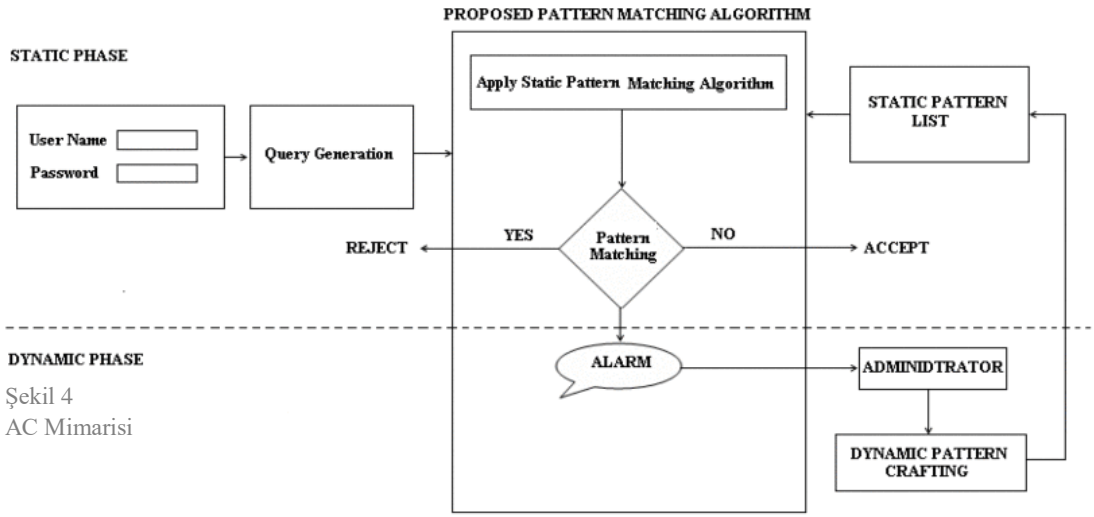 PROPOSED PATTERN MATCHING ALGORITHM
STATIC PHASE
Apply Static Pattern Matching Algorithm
User Name
Password
Query Generation
STATIC PATTERN
LIST
YES
NO
REJECT
Pattern
Matching
ACCEPT
DYNAMIC PHASE
ALARM
ADMINIDTRATOR
DYNAMIC PATTERN
CRAFTING
Şekil 4
AC Mimarisi